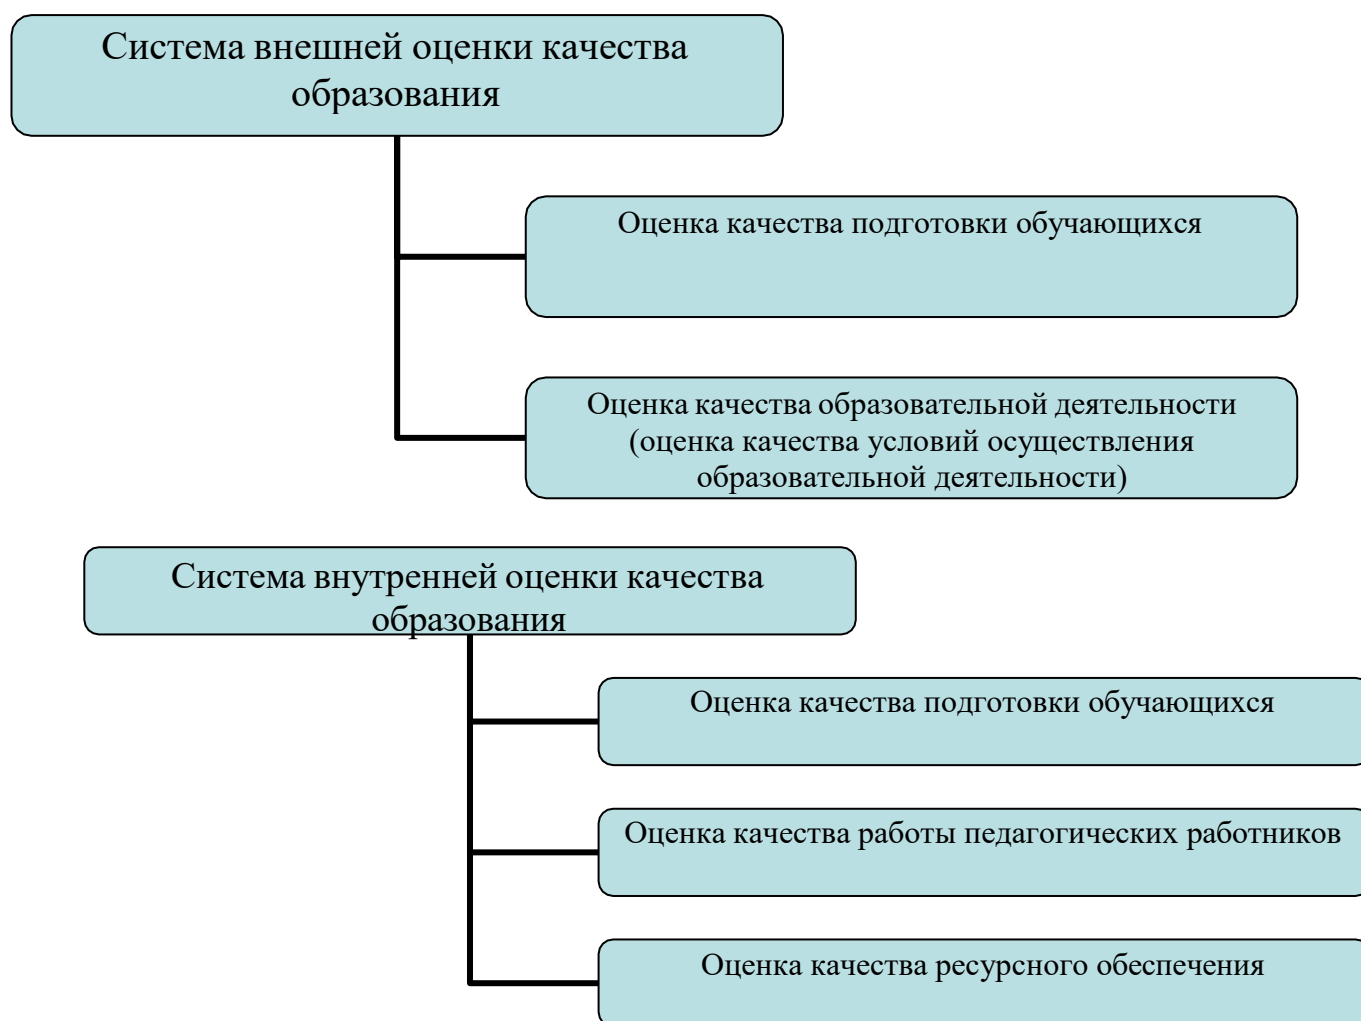 Система внешней оценки качества
образования
Оценка качества подготовки обучающихся
Оценка качества образовательной деятельности
(оценка качества условий осуществления
образовательной деятельности)
Система внутренней оценки качества
образования
Оценка качества подготовки обучающихся
Оценка качества работы педагогических работников
Оценка качества ресурсного обеспечения